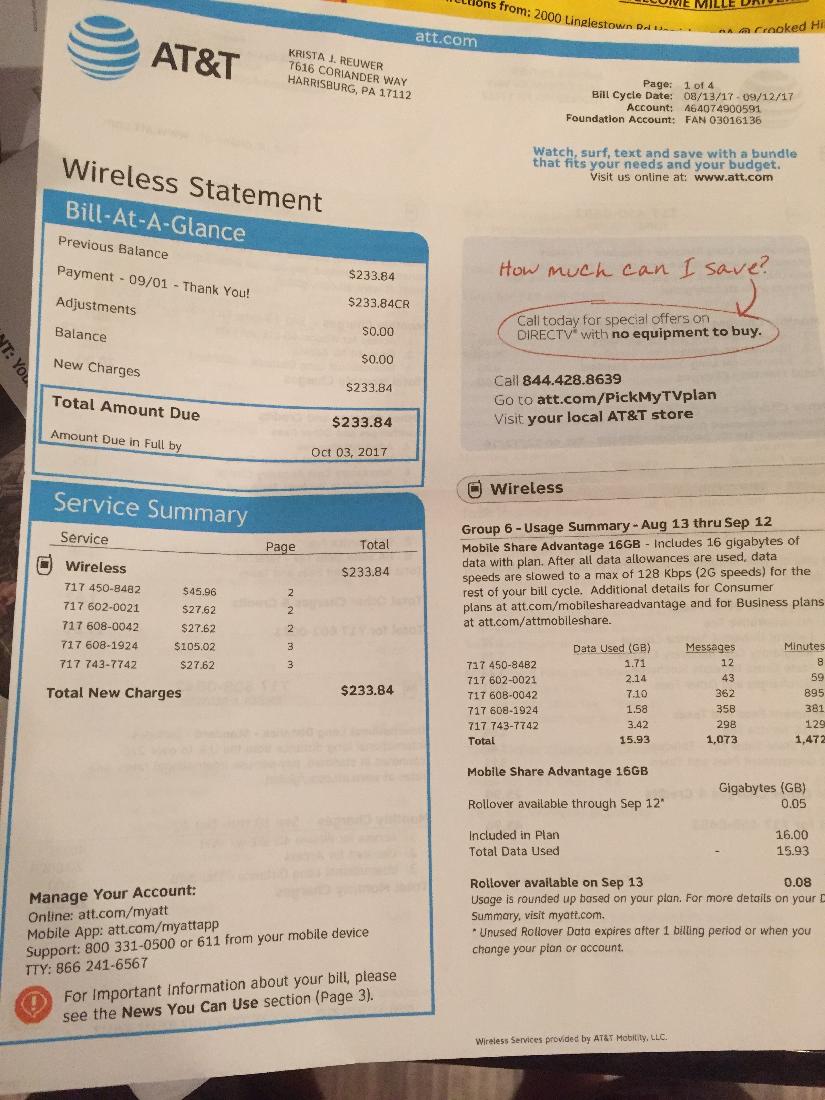 ctions from: 2000 Linglestown Rd
COME MILLE DRIVE
PA @ Crooked Hi
att.com
AT&T
KRISTA J. REUWER
7616 CORIANDER WAY
HARRISBURG, PA 17112
Page: 1 of 4
Bill Cycle Date: 08/13/17 - 09/12/17
Account: 464074900591
Foundation Account: FAN 03016136
Watch, surf, text and save with a bundle
that fits your needs and your budget.
Visit us online at: www.att.com
Wireless Statement
Bill-At-A-Glance
Previous Balance $233.84
Payment - 09/01 - Thank You! $233.84CR
Adjustments $0.00
Balance $0.00
New Charges $233.84
Total Amount Due $233.84
Amount Due in Full by Oct 03, 2017
How much can I save?
Call today for special offers on
DIRECTV® with no equipment to buy.
Call 844.428.8639
Go to att.com/PickMyTVplan
Visit your local AT&T store
Service Summary
Service Page Total
Wireless $233.84
717 450-8482 $45.96 2
717 602-0021 $27.62 2
717 608-0042 $27.62 2
717 608-1924 $105.02 3
717 743-7742 $27.62 3
Total New Charges $233.84
Manage Your Account:
Online: att.com/myatt
Mobile App: att.com/myattapp
Support: 800 331-0500 or 611 from your mobile device
TTY: 866 241-6567
For Important Information about your bill, please
see the News You Can Use section (Page 3).
Wireless
Group 6 - Usage Summary - Aug 13 thru Sep 12
Mobile Share Advantage 16GB - Includes 16 gigabytes of
data with plan. After all data allowances are used, data
speeds are slowed to a max of 128 Kbps (2G speeds) for the
rest of your bill cycle. Additional details for Consumer
plans at att.com/mobileshareadvantage and for Business plans
at att.com/attmobileshare.
Data Used (GB) Messages Minutes
717 450-8482 1.71 12 8
717 602-0021 2.14 43 59
717 608-0042 7.10 362 895
717 608-1924 1.58 358 381
717 743-7742 3.42 298 129
Total 15.93 1,073 1,472
Mobile Share Advantage 16GB
Gigabytes (GB)
Rollover available through Sep 12* 0.05
Included in Plan 16.00
Total Data Used - 15.93
Rollover available on Sep 13 0.08
Usage is rounded up based on your plan. For more details on your D
Summary, visit myatt.com.
* Unused Rollover Data expires after 1 billing period or when you
change your plan or account.
Wireless Services provided by AT&T Mobility, LLC.